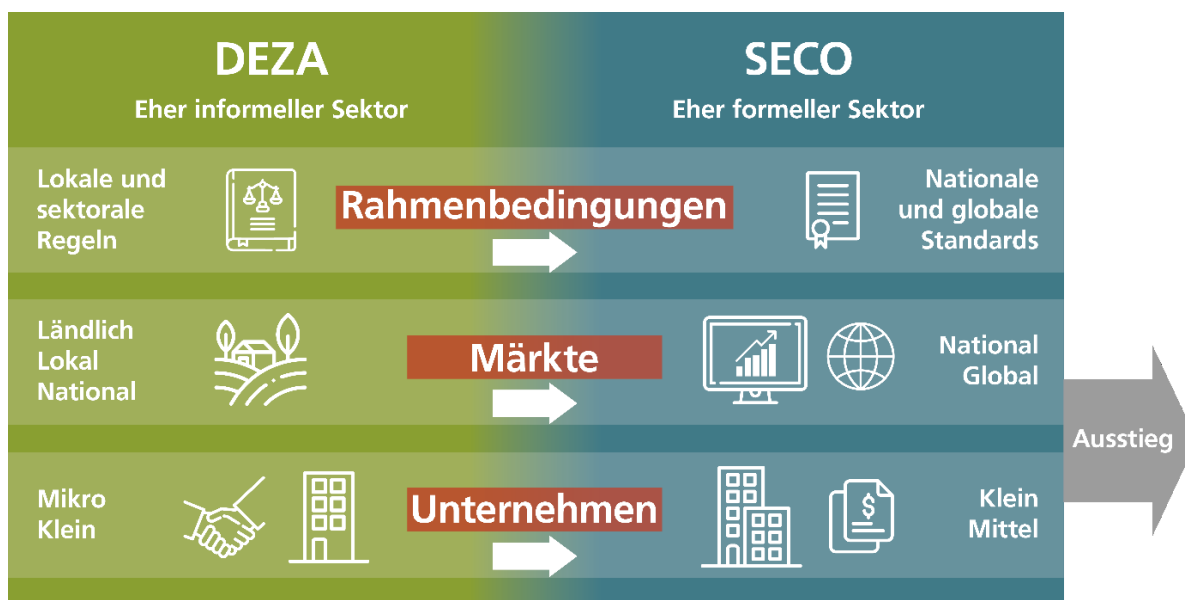 DEZA
Eher informeller Sektor
SECO
Eher formeller Sektor
Lokale und
sektorale
Regeln
Rahmenbedingungen
Nationale
und globale
Standards
Ländlich
Lokal
National
Märkte
National
Global
Ausstieg
Mikro
Klein
Unternehmen
$
Klein
Mittel